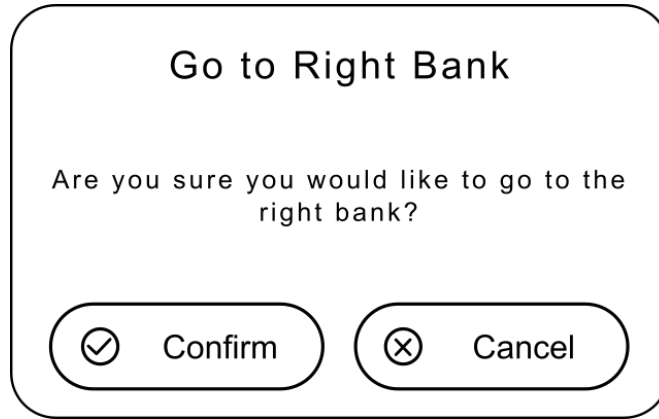 Go to Right Bank
Are you sure you would like to go to the
right bank?
Confirm
Cancel